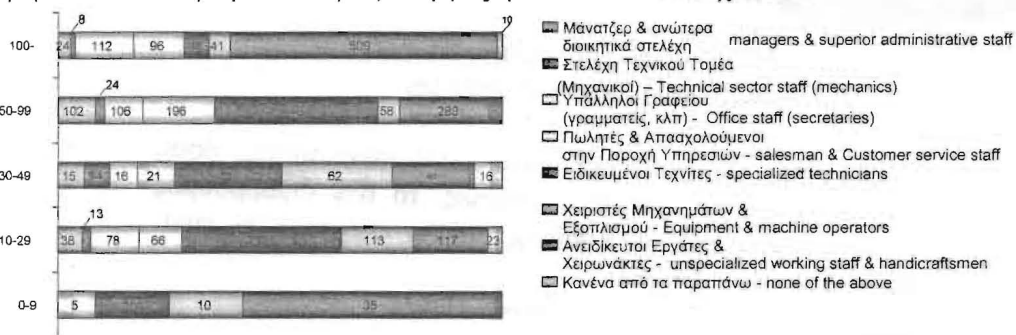 8
10
100-
24
112
96
41
509
24
50-99
102
106
196
58
283
30-49
15
16
21
62
16
13
10-29
38
78
66
113
117
23
0-9
5
10
35
Μάνατζερ & ανώτερα
διοικητικά στελέχη managers & superior administrative staff
Στελέχη Τεχνικού Τομέα
(Μηχανικοί) – Technical sector staff (mechanics)
Υπάλληλοι Γραφείου
(γραμματείς, κλπ) - Office staff (secretaries)
Πωλητές & Απασχολούμενοι
στην Παροχή Υπηρεσιών - salesman & Customer service staff
Ειδικευμένοι Τεχνίτες - specialized technicians
Χειριστές Μηχανημάτων &
Εξοπλισμού - Equipment & machine operators
Ανειδίκευτοι Εργάτες &
Χειρωνάκτες - unspecialized working staff & handicraftsmen
Κανένα από τα παραπάνω - none of the above